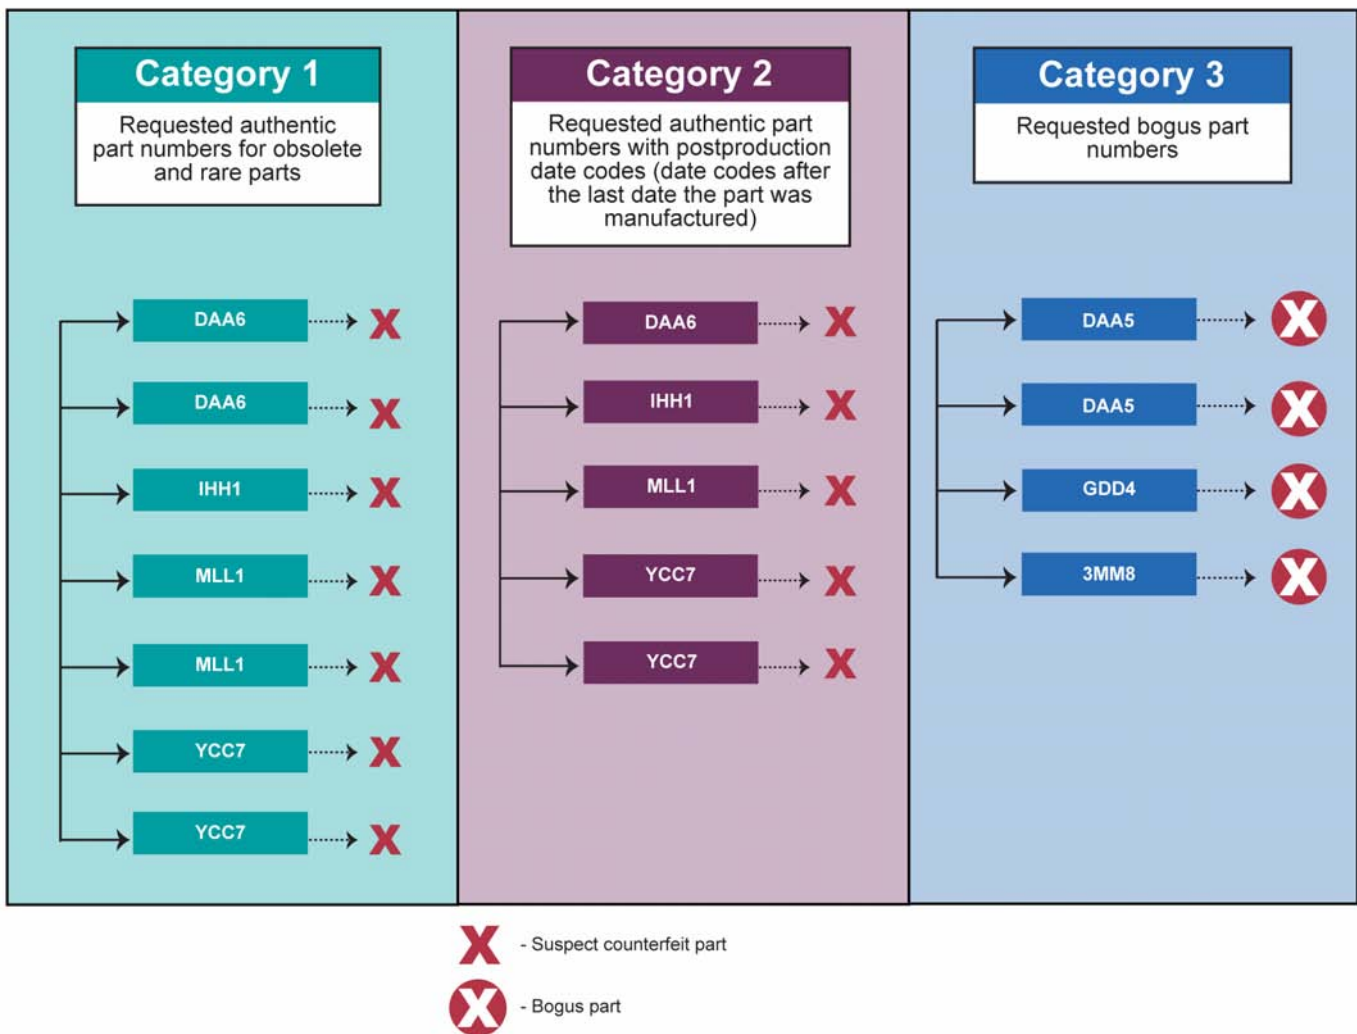 Category 1
Requested authentic
part numbers for obsolete
and rare parts
DAA6
DAA6
IHH1
MLL1
MLL1
YCC7
YCC7
Category 2
Requested authentic part
numbers with postproduction
date codes (date codes after
the last date the part was
manufactured)
DAA6
IHH1
MLL1
YCC7
YCC7
Category 3
Requested bogus part
numbers
DAA5
DAA5
GDD4
3MM8
- Suspect counterfeit part
- Bogus part